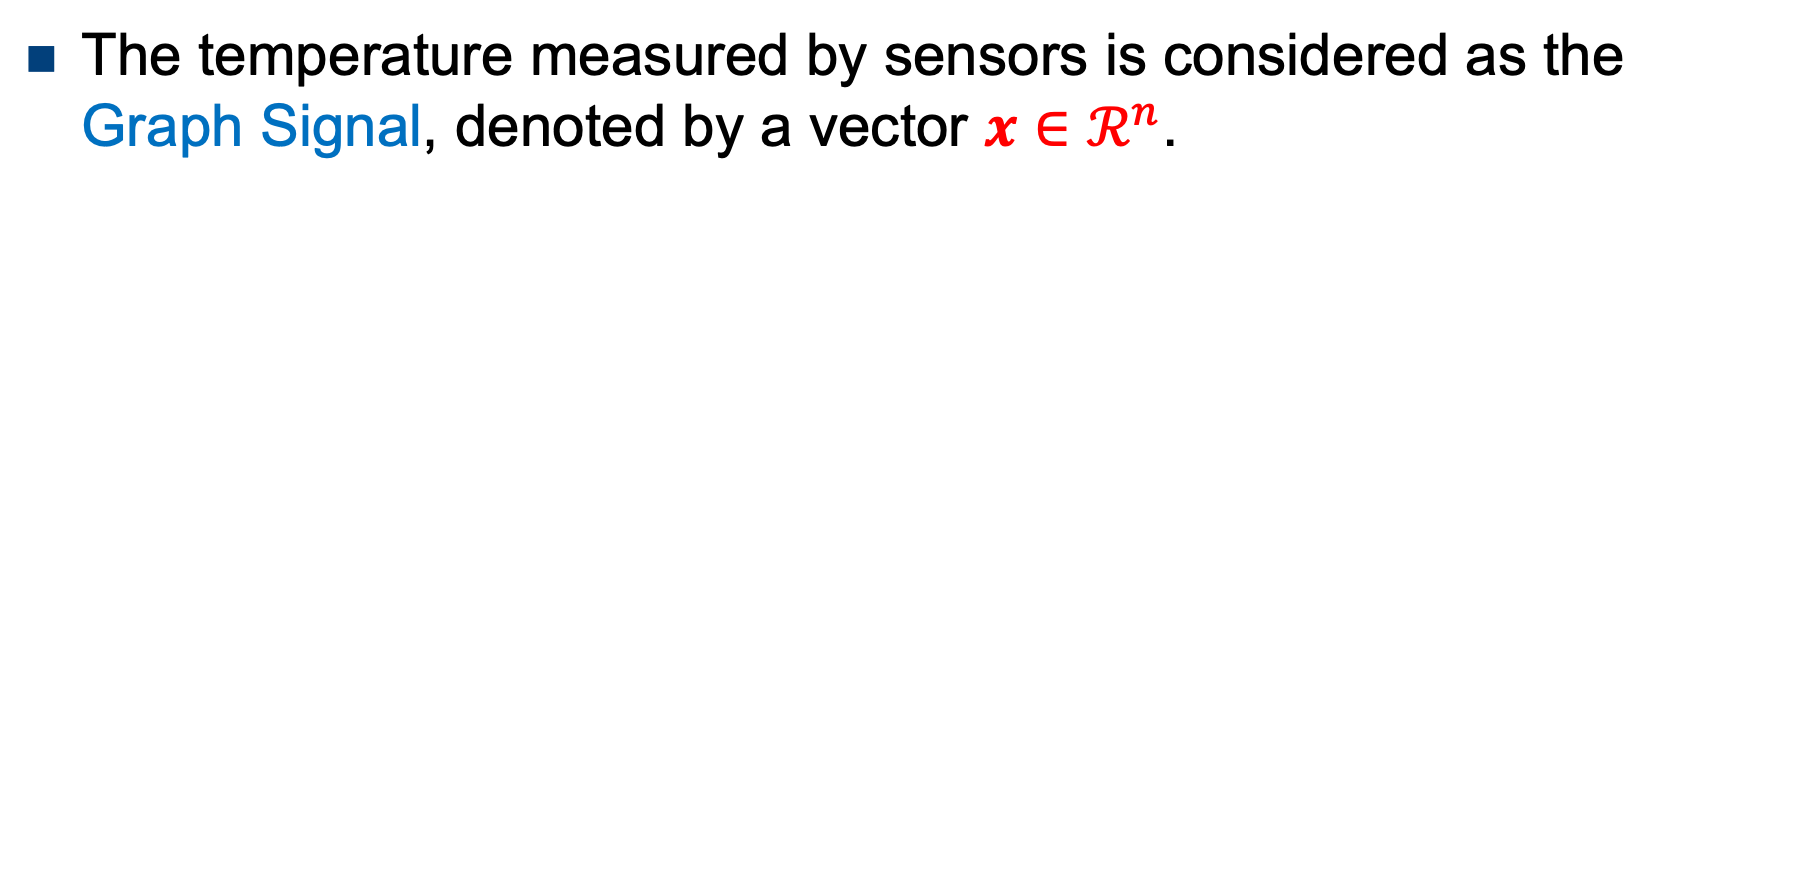 ■ The temperature measured by sensors is considered as the
Graph Signal, denoted by a vector 𝒙 ∈ ℛⁿ.